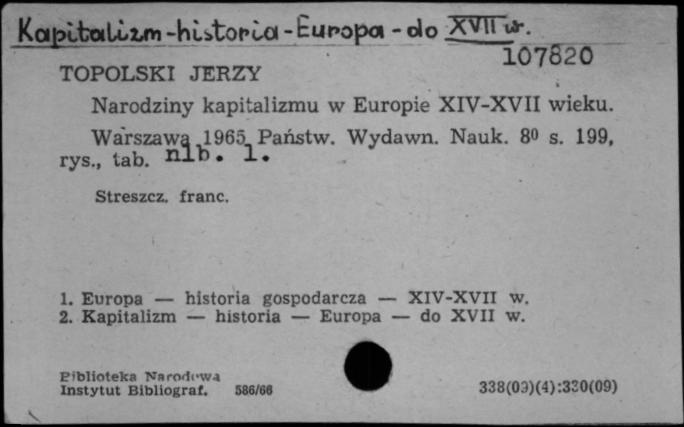 Kapitalizm-historia-Europa-do XVII w.
107820
TOPOLSKI JERZY
Narodziny kapitalizmu w Europie XIV-XVII wieku.
Warszawa 1965 Państw. Wydawn. Nauk. 8⁰ s. 199,
rys., tab. nlb. 1.
Streszcz. franc.
1. Europa — historia gospodarcza — XIV-XVII w.
2. Kapitalizm — historia — Europa — do XVII w.
Biblioteka Narodowa
Instytut Bibliograf. 586/66
338(09)(4):330(09)